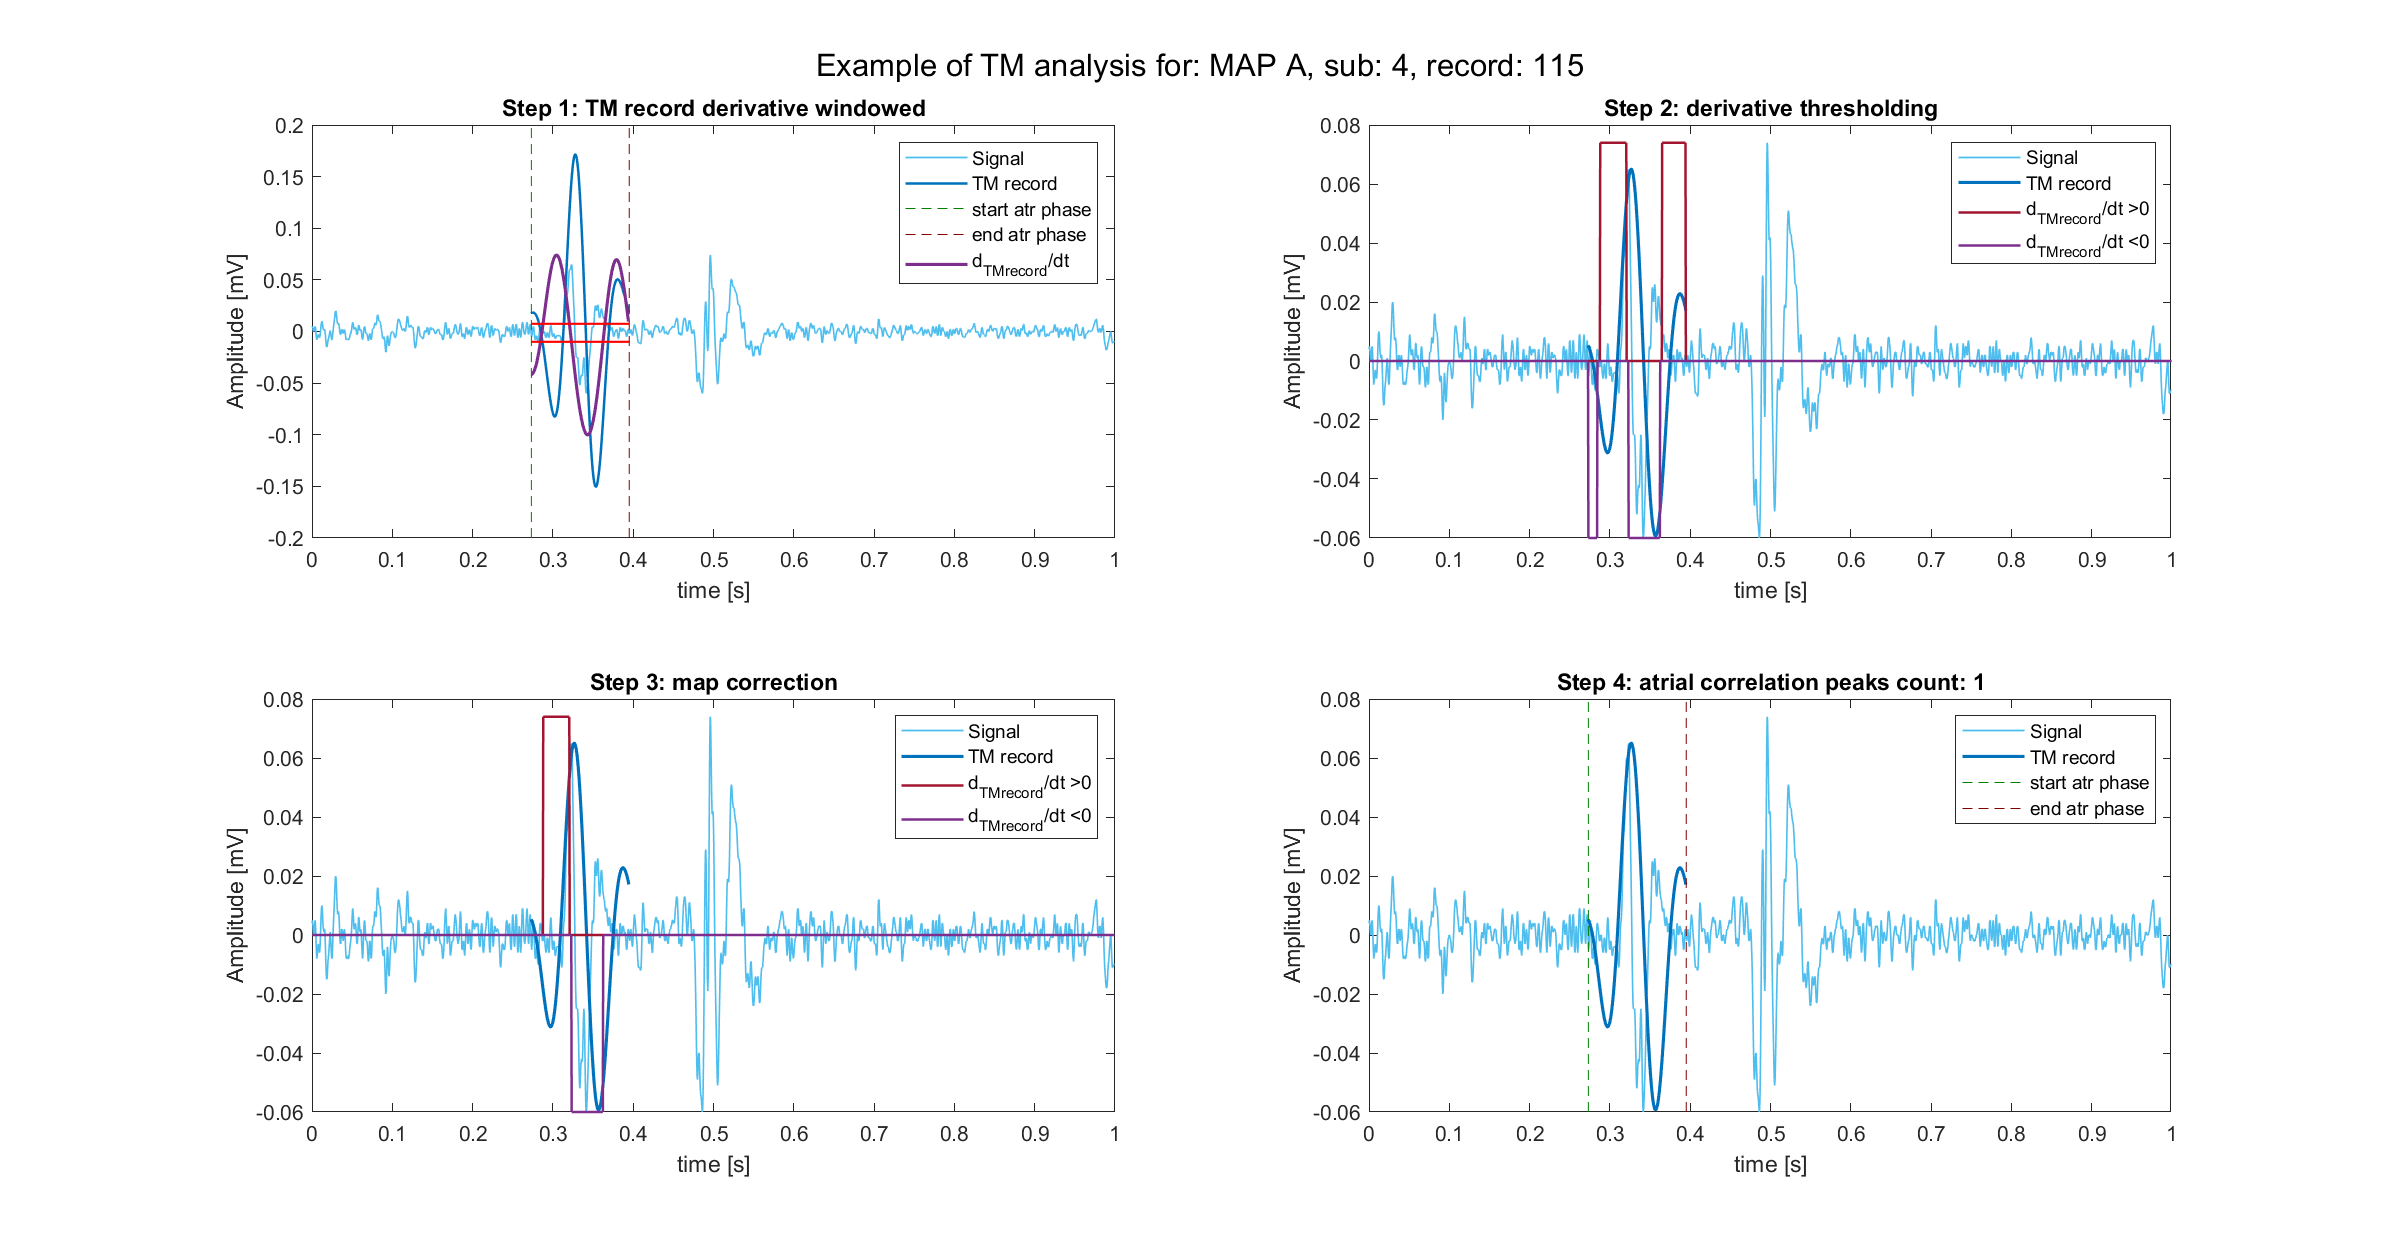 Example of TM analysis for: MAP A, sub: 4, record: 115
Step 1: TM record derivative windowed
0.2
0.15
0.1
0.05
0
-0.05
-0.1
-0.15
-0.2
Amplitude [mV]
0 0.1 0.2 0.3 0.4 0.5 0.6 0.7 0.8 0.9 1
time [s]
Signal
TM record
start atr phase
end atr phase
dTMrecord/dt
Step 2: derivative thresholding
0.08
0.06
0.04
0.02
0
-0.02
-0.04
-0.06
Amplitude [mV]
0 0.1 0.2 0.3 0.4 0.5 0.6 0.7 0.8 0.9 1
time [s]
Signal
TM record
dTMrecord/dt >0
dTMrecord/dt <0
Step 3: map correction
0.08
0.06
0.04
0.02
0
-0.02
-0.04
-0.06
Amplitude [mV]
0 0.1 0.2 0.3 0.4 0.5 0.6 0.7 0.8 0.9 1
time [s]
Signal
TM record
dTMrecord/dt >0
dTMrecord/dt <0
Step 4: atrial correlation peaks count: 1
0.08
0.06
0.04
0.02
0
-0.02
-0.04
-0.06
Amplitude [mV]
0 0.1 0.2 0.3 0.4 0.5 0.6 0.7 0.8 0.9 1
time [s]
Signal
TM record
start atr phase
end atr phase